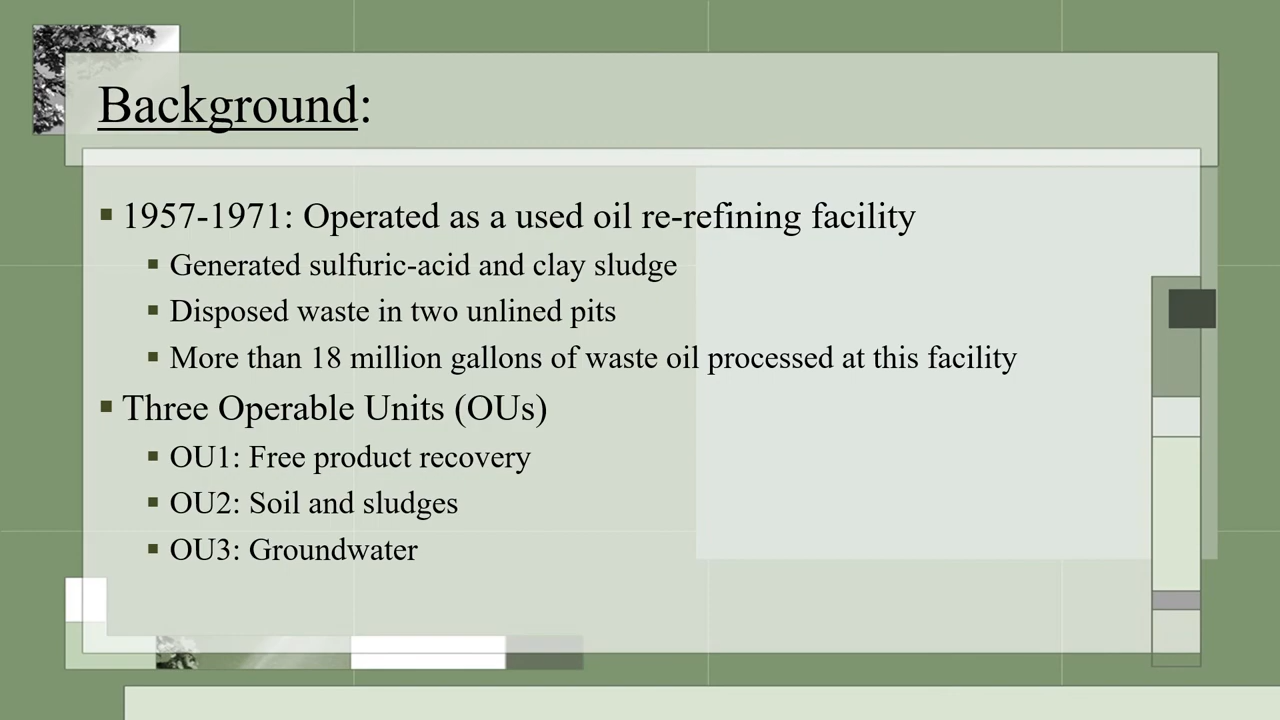 Background:
1957-1971: Operated as a used oil re-refining facility
Generated sulfuric-acid and clay sludge
Disposed waste in two unlined pits
More than 18 million gallons of waste oil processed at this facility
Three Operable Units (OUs)
OU1: Free product recovery
OU2: Soil and sludges
OU3: Groundwater